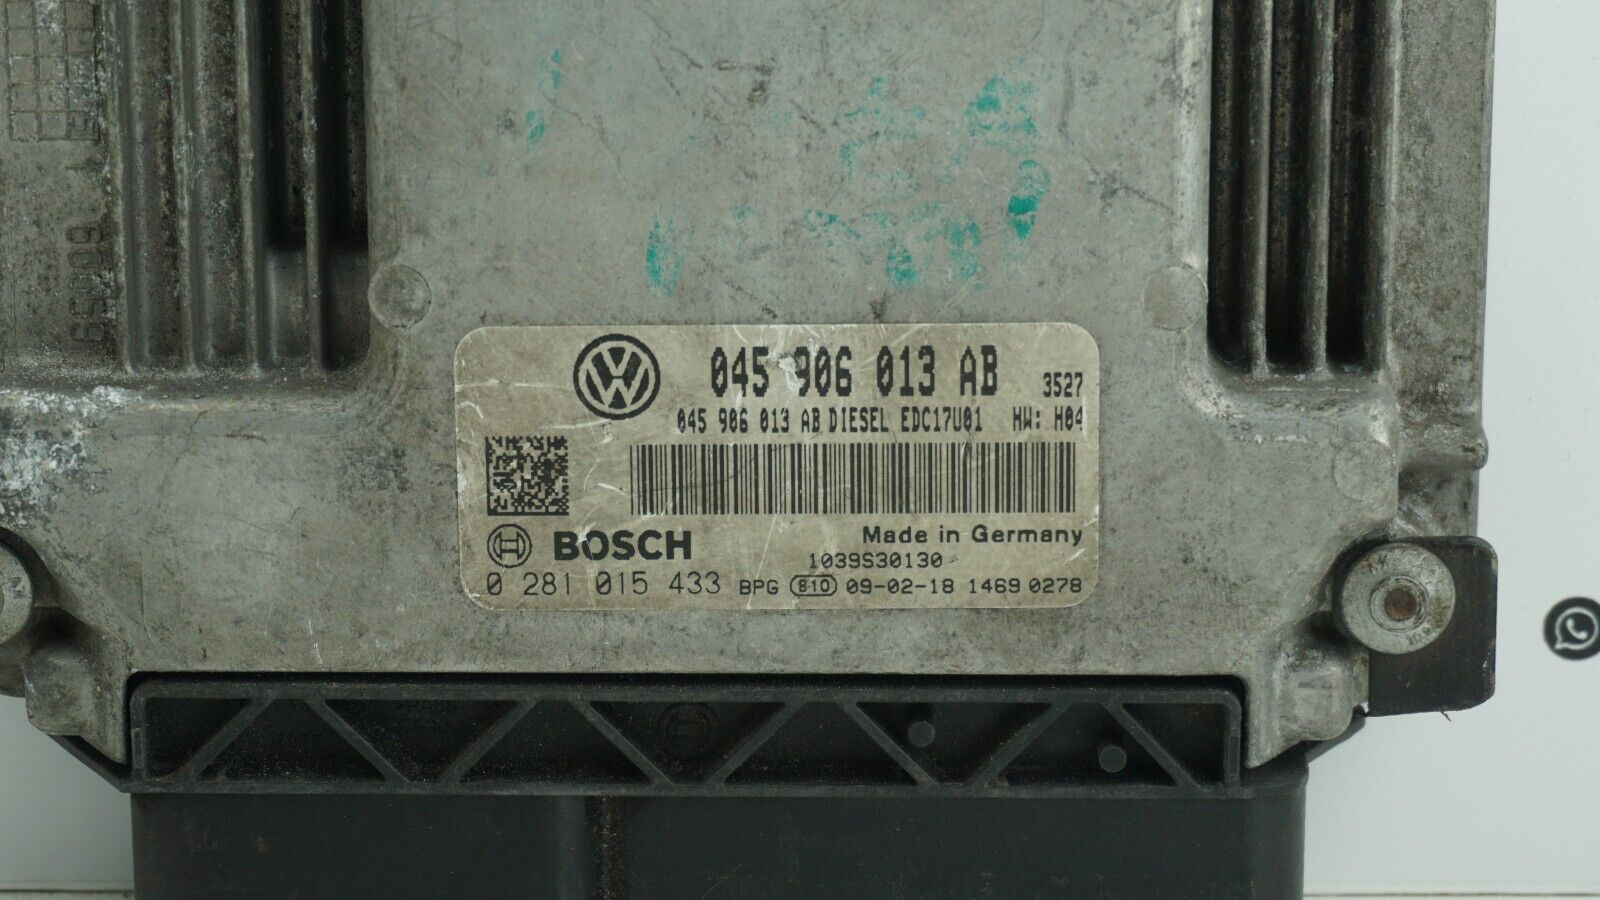 045 906 013 AB 3527
045 906 013 AB DIESEL EDC17U01 HW: H04
BOSCH Made in Germany
1039S30130
0 281 015 433 BPG 810 09-02-18 1469 0278